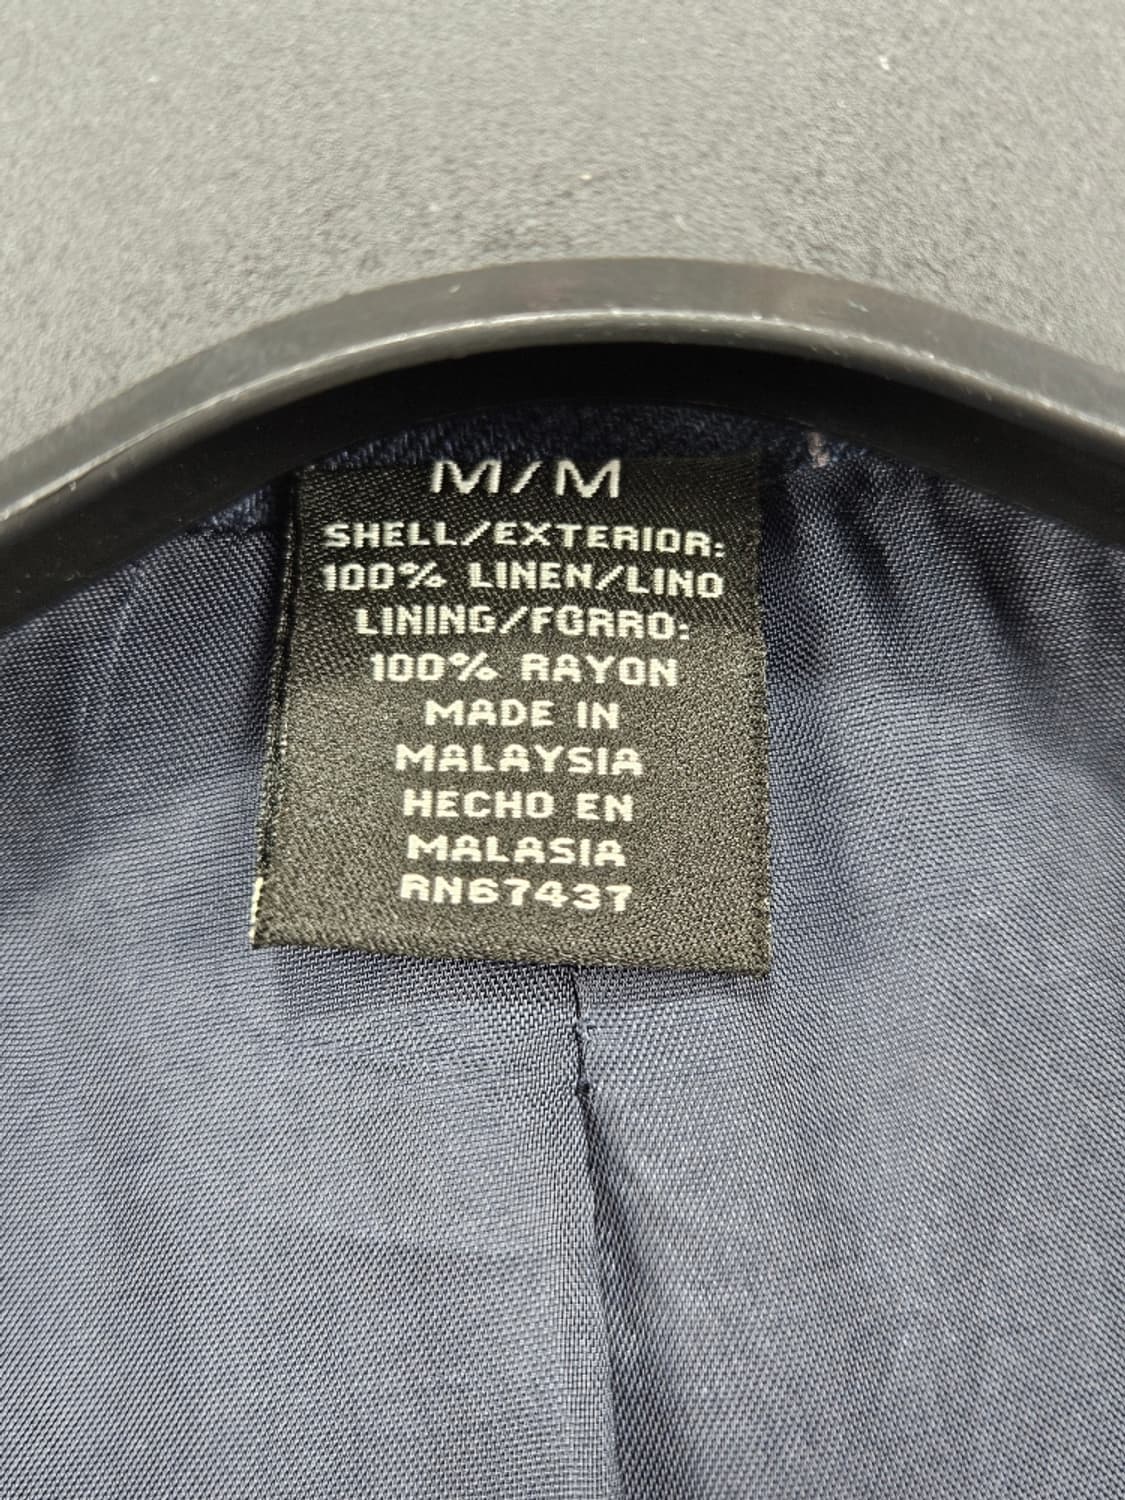 M/M
SHELL/EXTERIOR:
100% LINEN/LINO
LINING/FORRO:
100% RAYON
MADE IN
MALAYSIA
HECHO EN
MALASIA
RN67437